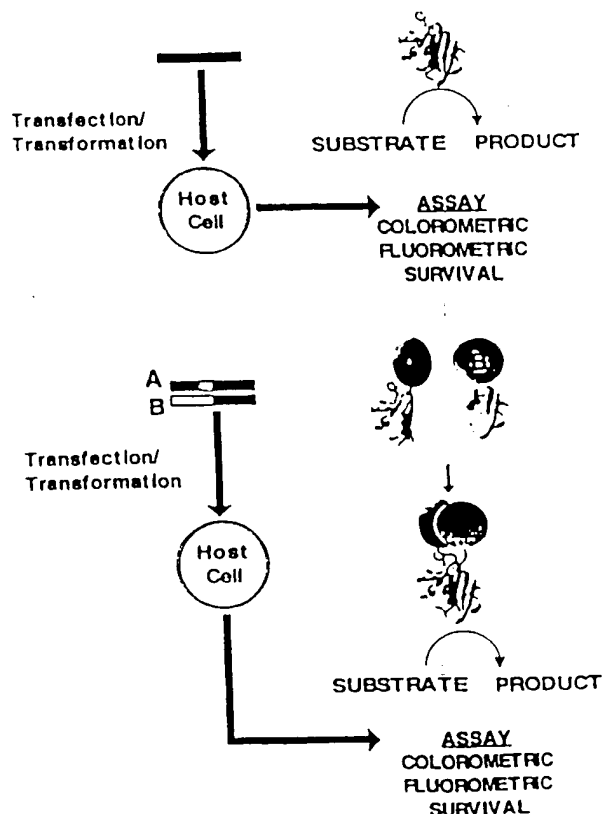 Transfection/
Transformation
Host
Cell
SUBSTRATE PRODUCT
ASSAY
COLOROMETRIC
FLUOROMETRIC
SURVIVAL
A
B
Transfection/
Transformation
Host
Cell
B
SUBSTRATE PRODUCT
ASSAY
COLOROMETRIC
FLUOROMETRIC
SURVIVAL